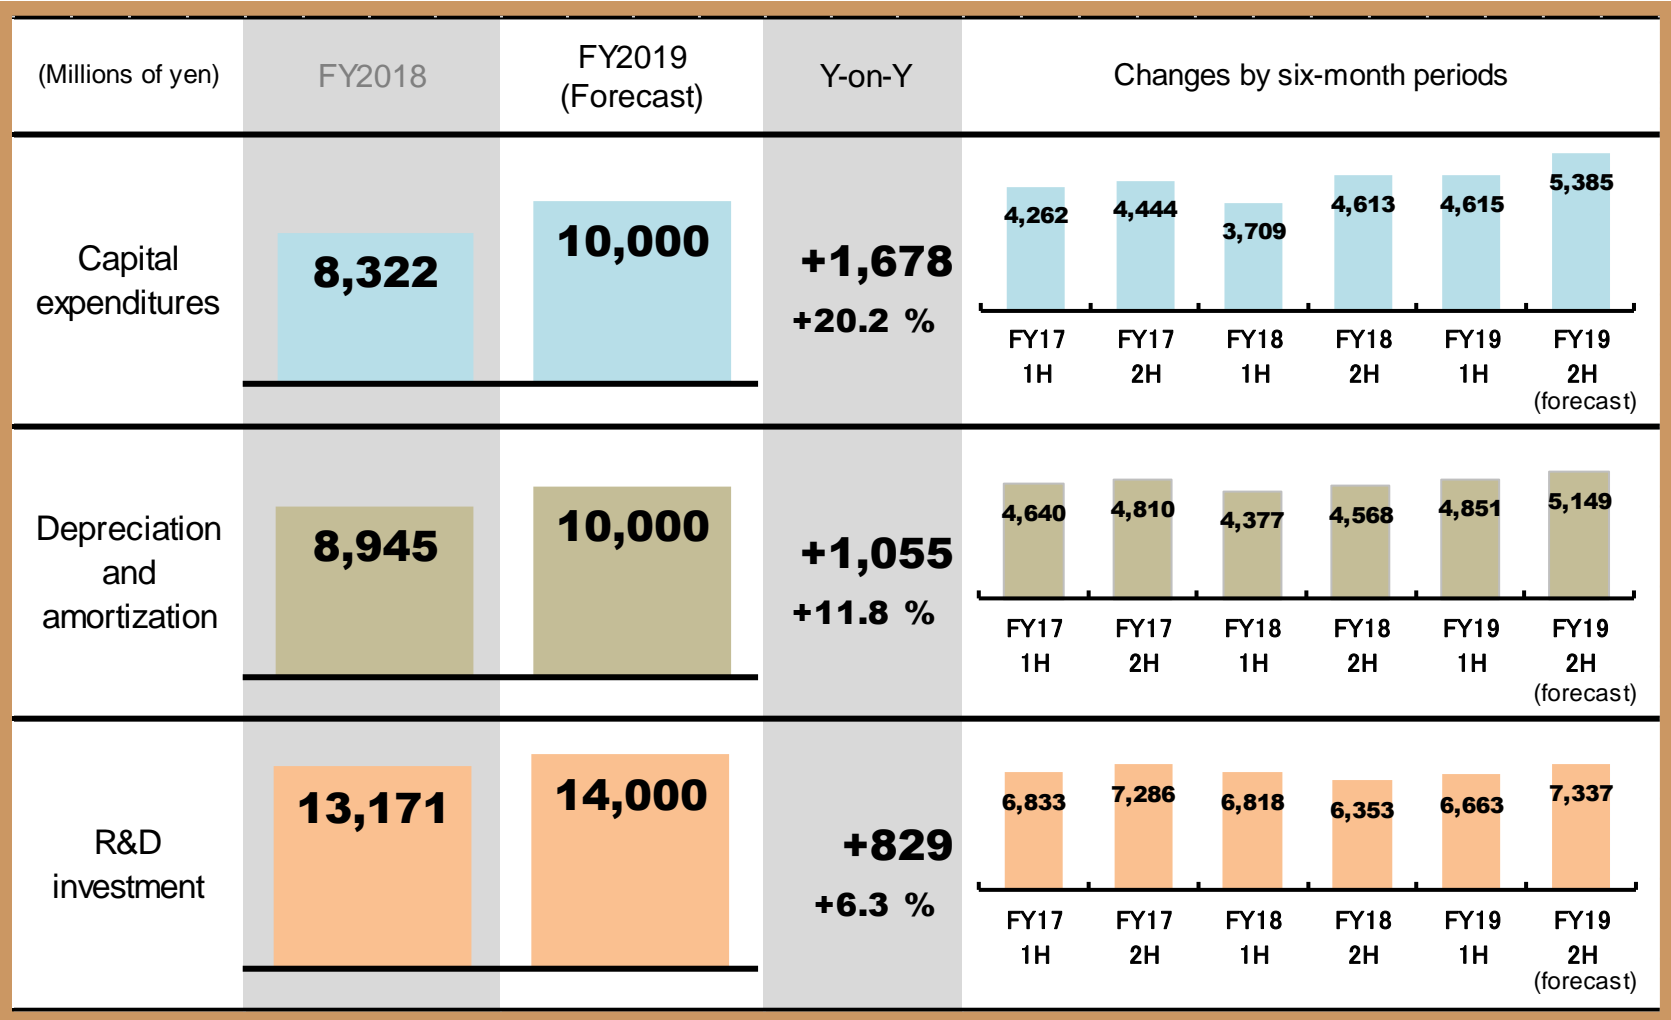 (Millions of yen)
FY2018
FY2019
(Forecast)
Y-on-Y
Changes by six-month periods
Capital
expenditures
8,322
10,000
+1,678
+20.2 %
4,262
4,444
3,709
4,613
4,615
5,385
FY17
1H
FY17
2H
FY18
1H
FY18
2H
FY19
1H
FY19
2H
(forecast)
Depreciation
and
amortization
8,945
10,000
+1,055
+11.8 %
4,640
4,810
4,377
4,568
4,851
5,149
FY17
1H
FY17
2H
FY18
1H
FY18
2H
FY19
1H
FY19
2H
(forecast)
R&D
investment
13,171
14,000
+829
+6.3 %
6,833
7,286
6,818
6,353
6,663
7,337
FY17
1H
FY17
2H
FY18
1H
FY18
2H
FY19
1H
FY19
2H
(forecast)